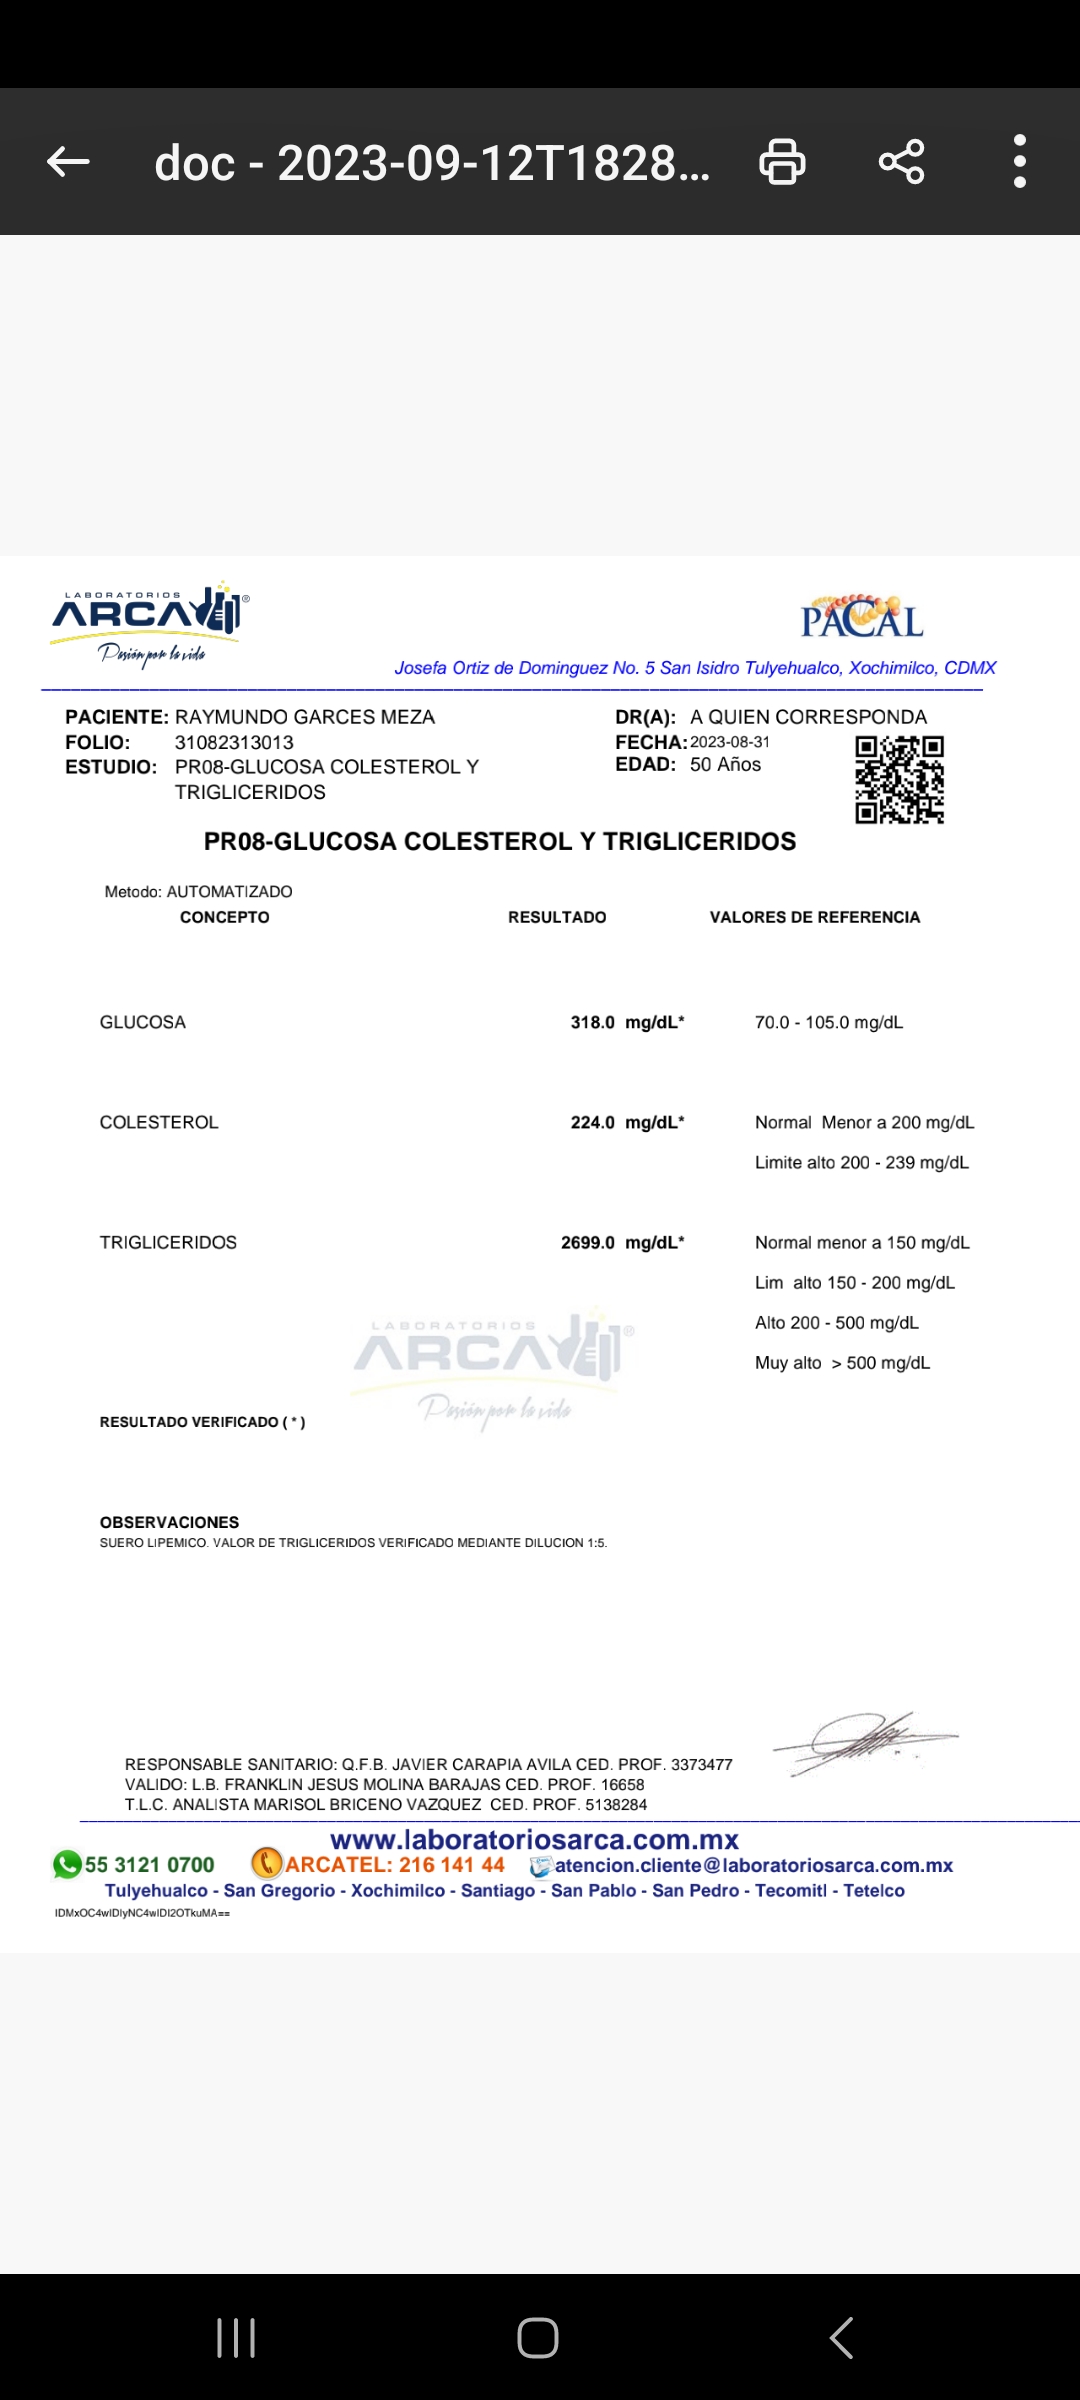 doc - 2023-09-12T1828...
LABORATORIOS
ARCA®
Pasión por la vida
PACAL
Josefa Ortiz de Dominguez No. 5 San Isidro Tulyehualco, Xochimilco, CDMX
PACIENTE: RAYMUNDO GARCES MEZA
DR(A): A QUIEN CORRESPONDA
FOLIO: 31082313013
FECHA: 2023-08-31
ESTUDIO: PR08-GLUCOSA COLESTEROL Y TRIGLICERIDOS
EDAD: 50 Años
PR08-GLUCOSA COLESTEROL Y TRIGLICERIDOS
Metodo: AUTOMATIZADO
CONCEPTO RESULTADO VALORES DE REFERENCIA
GLUCOSA 318.0 mg/dL* 70.0 - 105.0 mg/dL
COLESTEROL 224.0 mg/dL* Normal Menor a 200 mg/dL
Limite alto 200 - 239 mg/dL
TRIGLICERIDOS 2699.0 mg/dL* Normal menor a 150 mg/dL
Lim alto 150 - 200 mg/dL
Alto 200 - 500 mg/dL
Muy alto > 500 mg/dL
LABORATORIOS
ARCA®
Pasión por la vida
RESULTADO VERIFICADO ( * )
OBSERVACIONES
SUERO LIPEMICO. VALOR DE TRIGLICERIDOS VERIFICADO MEDIANTE DILUCION 1:5.
RESPONSABLE SANITARIO: Q.F.B. JAVIER CARAPIA AVILA CED. PROF. 3373477
VALIDO: L.B. FRANKLIN JESUS MOLINA BARAJAS CED. PROF. 16658
T.L.C. ANALISTA MARISOL BRICENO VAZQUEZ CED. PROF. 5138284
www.laboratoriosarca.com.mx
55 3121 0700 ARCATEL: 216 141 44 atencion.cliente@laboratoriosarca.com.mx
Tulyehualco - San Gregorio - Xochimilco - Santiago - San Pablo - San Pedro - Tecomitl - Tetelco
IDMxOC4wIDIyNC4wIDI2OTkuMA==